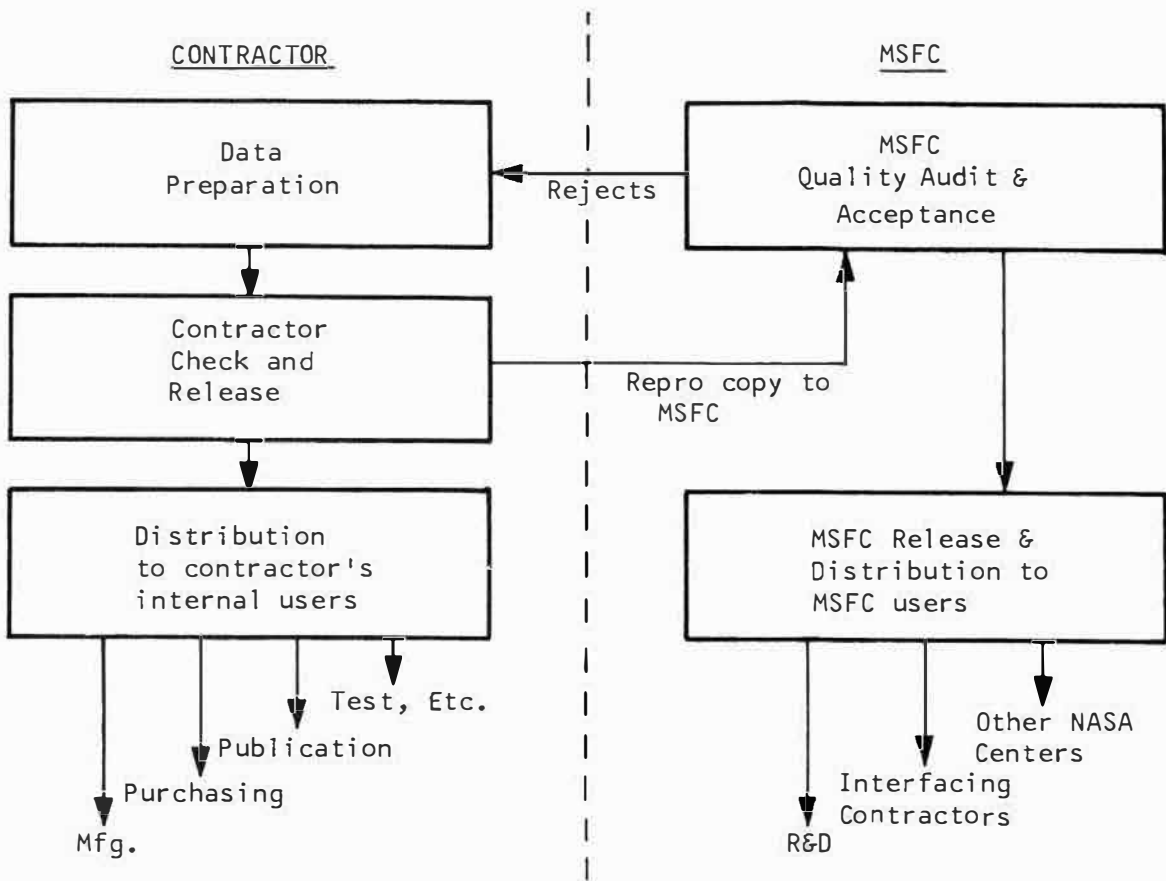 CONTRACTOR
MSFC
Data
Preparation
MSFC
Quality Audit &
Acceptance
Rejects
Contractor
Check and
Release
Repro copy to
MSFC
Distribution
to contractor's
internal users
MSFC Release &
Distribution to
MSFC users
Test, Etc.
Publication
Purchasing
Mfg.
Other NASA
Centers
Interfacing
Contractors
R&D